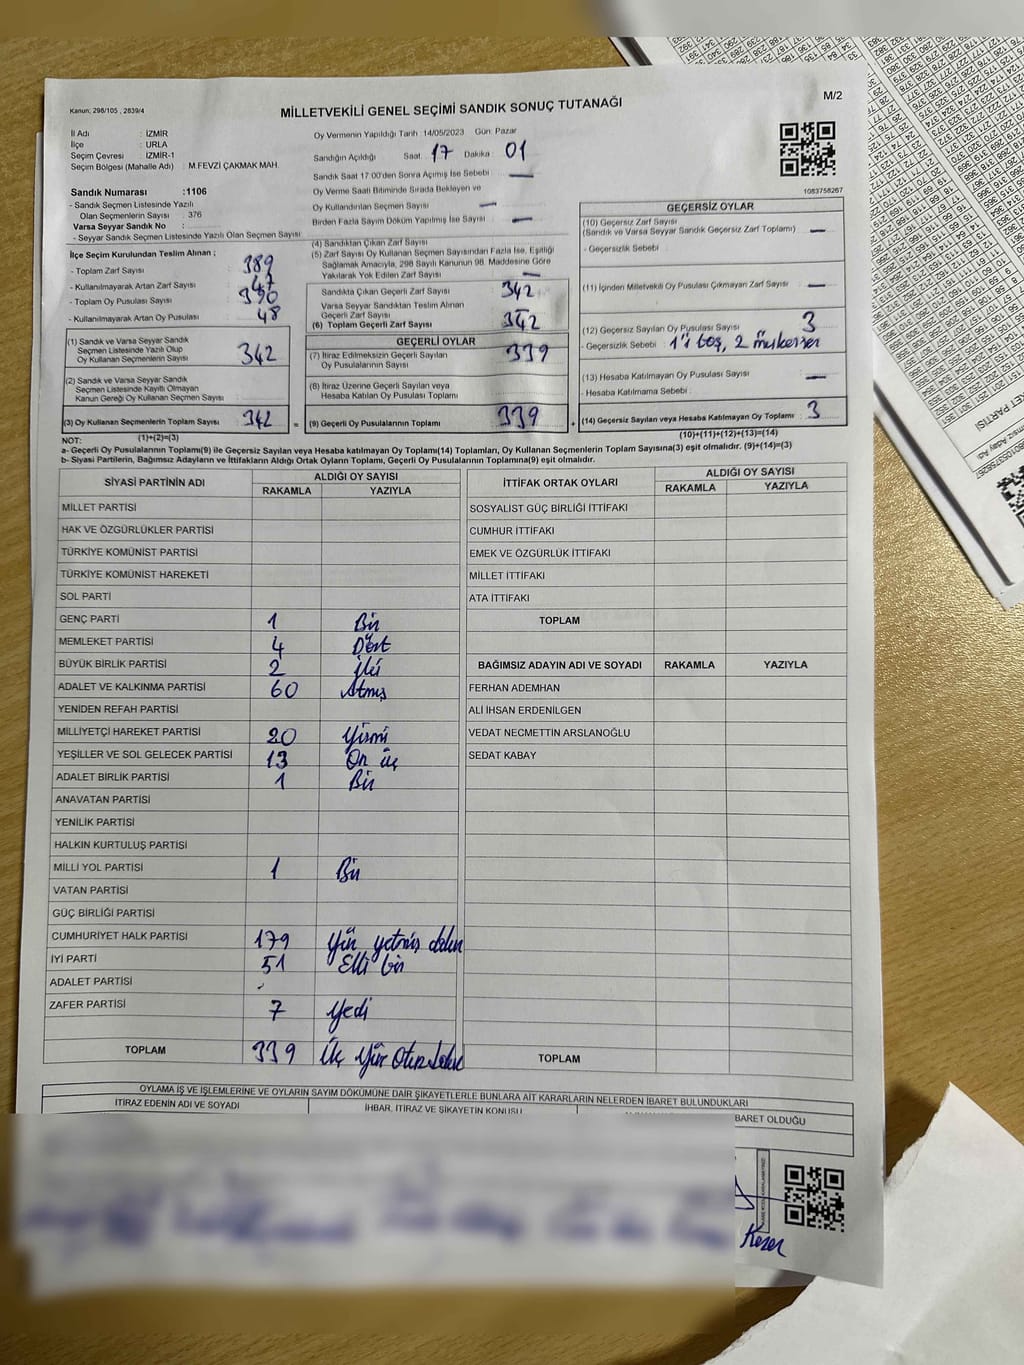 Kanun; 298/105 , 2839/4
MİLLETVEKİLİ GENEL SEÇİMİ SANDIK SONUÇ TUTANAĞI
M/2
İl Adı : İZMİR
İlçe : URLA
Seçim Çevresi : İZMİR-1
Seçim Bölgesi (Mahalle Adı) : M.FEVZİ ÇAKMAK MAH.
Sandık Numarası :1106
- Sandık Seçmen Listesinde Yazılı
Olan Seçmenlerin Sayısı : 376
Varsa Seyyar Sandık No :
- Seyyar Sandık Seçmen Listesinde Yazılı Olan Seçmen Sayısı
İlçe Seçim Kurulundan Teslim Alınan ;
- Toplam Zarf Sayısı : 389
- Kullanılmayarak Artan Zarf Sayısı : 47
- Toplam Oy Pusulası Sayısı : 390
- Kullanılmayarak Artan Oy Pusulası : 48
(1) Sandık ve Varsa Seyyar Sandık
Seçmen Listesinde Yazılı Olup
Oy Kullanan Seçmenlerin Sayısı : 342
(2) Sandık ve Varsa Seyyar Sandık
Seçmen Listesinde Kayıtlı Olmayan
Kanun Gereği Oy Kullanan Seçmen Sayısı :
(3) Oy Kullanan Seçmenlerin Toplam Sayısı : 342
(1)+(2)=(3)
Oy Vermenin Yapıldığı Tarih : 14/05/2023 Gün: Pazar
Sandığın Açıldığı Saat: 17 Dakika : 01
Sandık Saat 17:00'den Sonra Açılmış İse Sebebi : —
Oy Verme Saati Bitiminde Sırada Bekleyen ve
Oy Kullandırılan Seçmen Sayısı : —
Birden Fazla Sayım Döküm Yapılmış İse Sayısı : —
(4) Sandıktan Çıkan Zarf Sayısı
(5) Zarf Sayısı Oy Kullanan Seçmen Sayısından Fazla İse, Eşitliği
Sağlamak Amacıyla, 298 Sayılı Kanunun 98. Maddesine Göre
Yakılarak Yok Edilen Zarf Sayısı : —
Sandıkta Çıkan Geçerli Zarf Sayısı : 342
Varsa Seyyar Sandıktan Teslim Alınan
Geçerli Zarf Sayısı : —
(6) Toplam Geçerli Zarf Sayısı : 342
GEÇERLİ OYLAR
(7) İtiraz Edilmeksizin Geçerli Sayılan
Oy Pusulalarının Sayısı : 339
(8) İtiraz Üzerine Geçerli Sayılan veya
Hesaba Katılan Oy Pusulası Toplamı :
= (9) Geçerli Oy Pusulalarının Toplamı : 339 +
1083758267
GEÇERSİZ OYLAR
(10) Geçersiz Zarf Sayısı
(Sandık ve Varsa Seyyar Sandık Geçersiz Zarf Toplamı) : —
- Geçersizlik Sebebi :
(11) İçinden Milletvekili Oy Pusulası Çıkmayan Zarf Sayısı : —
(12) Geçersiz Sayılan Oy Pusulası Sayısı : 3
- Geçersizlik Sebebi : 1'i boş, 2 mükerrer
(13) Hesaba Katılmayan Oy Pusulası Sayısı : —
- Hesaba Katılmama Sebebi :
(14) Geçersiz Sayılan veya Hesaba Katılmayan Oy Toplamı : 3
(10)+(11)+(12)+(13)=(14)
NOT:
a- Geçerli Oy Pusulalarının Toplamı(9) ile Geçersiz Sayılan veya Hesaba katılmayan Oy Toplamı(14) Toplamları, Oy Kullanan Seçmenlerin Toplam Sayısına(3) eşit olmalıdır. (9)+(14)=(3)
b- Siyasi Partilerin, Bağımsız Adayların ve İttifakların Aldığı Ortak Oyların Toplamı, Geçerli Oy Pusulalarının Toplamına(9) eşit olmalıdır.
SİYASİ PARTİNİN ADI ALDIĞI OY SAYISI
RAKAMLA YAZIYLA
MİLLET PARTİSİ
HAK VE ÖZGÜRLÜKLER PARTİSİ
TÜRKİYE KOMÜNİST PARTİSİ
TÜRKİYE KOMÜNİST HAREKETİ
SOL PARTİ
GENÇ PARTİ 1 Bir
MEMLEKET PARTİSİ 4 Dört
BÜYÜK BİRLİK PARTİSİ 2 İki
ADALET VE KALKINMA PARTİSİ 60 Atmış
YENİDEN REFAH PARTİSİ
MİLLİYETÇİ HAREKET PARTİSİ 20 Yirmi
YEŞİLLER VE SOL GELECEK PARTİSİ 13 On üç
ADALET BİRLİK PARTİSİ 1 Bir
ANAVATAN PARTİSİ
YENİLİK PARTİSİ
HALKIN KURTULUŞ PARTİSİ
MİLLİ YOL PARTİSİ 1 Bir
VATAN PARTİSİ
GÜÇ BİRLİĞİ PARTİSİ
CUMHURİYET HALK PARTİSİ 179 Yüz yetmiş dokuz
İYİ PARTİ 51 Elli bir
ADALET PARTİSİ
ZAFER PARTİSİ 7 Yedi
TOPLAM 339 Üç Yüz Otuz dokuz
İTTİFAK ORTAK OYLARI ALDIĞI OY SAYISI
RAKAMLA YAZIYLA
SOSYALİST GÜÇ BİRLİĞİ İTTİFAKI
CUMHUR İTTİFAKI
EMEK VE ÖZGÜRLÜK İTTİFAKI
MİLLET İTTİFAKI
ATA İTTİFAKI
TOPLAM
BAĞIMSIZ ADAYIN ADI VE SOYADI RAKAMLA YAZIYLA
FERHAN ADEMHAN
ALİ İHSAN ERDENİLGEN
VEDAT NECMETTİN ARSLANOĞLU
SEDAT KABAY
TOPLAM
OYLAMA İŞ VE İŞLEMLERİNE VE OYLARIN SAYIM DÖKÜMÜNE DAİR ŞİKAYETLERLE BUNLARA AİT KARARLARIN NELERDEN İBARET BULUNDUKLARI
İTİRAZ EDENİN ADI VE SOYADI İHBAR, İTİRAZ VE ŞİKAYETİN KONUSU BARET OLDUĞU